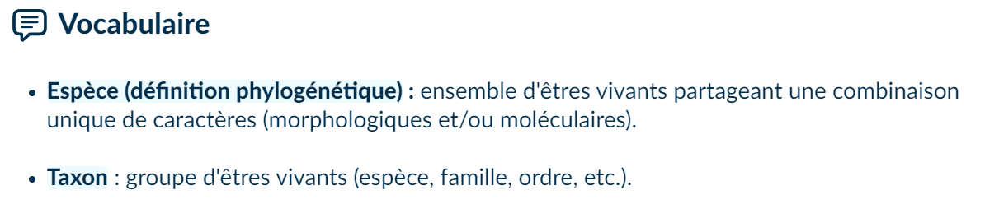 Vocabulaire
• Espèce (définition phylogénétique) : ensemble d'êtres vivants partageant une combinaison
unique de caractères (morphologiques et/ou moléculaires).
• Taxon : groupe d'êtres vivants (espèce, famille, ordre, etc.).